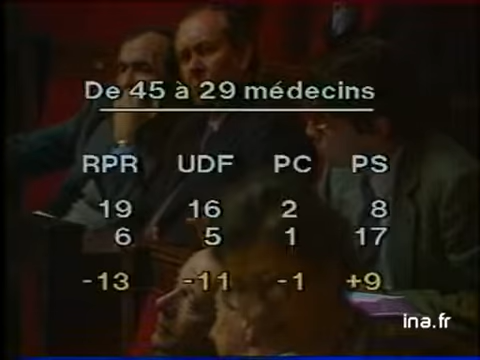 De 45 à 29 médecins
RPR UDF PC PS
19 16 2 8
6 5 1 17
-13 -11 -1 +9
ina.fr